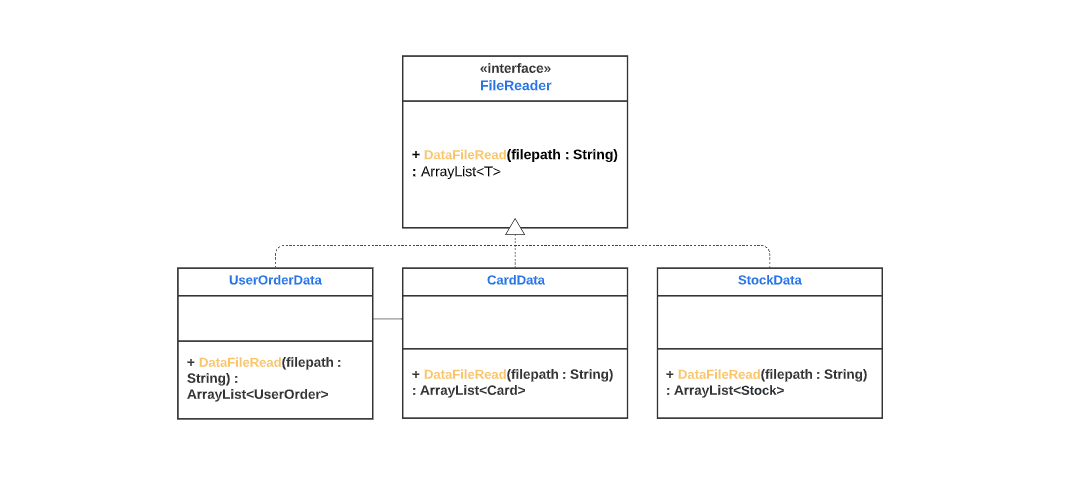 «interface»
FileReader
+ DataFileRead(filepath : String)
: ArrayList<T>
UserOrderData
CardData
StockData
+ DataFileRead(filepath :
String) :
ArrayList<UserOrder>
+ DataFileRead(filepath : String)
: ArrayList<Card>
+ DataFileRead(filepath : String)
: ArrayList<Stock>